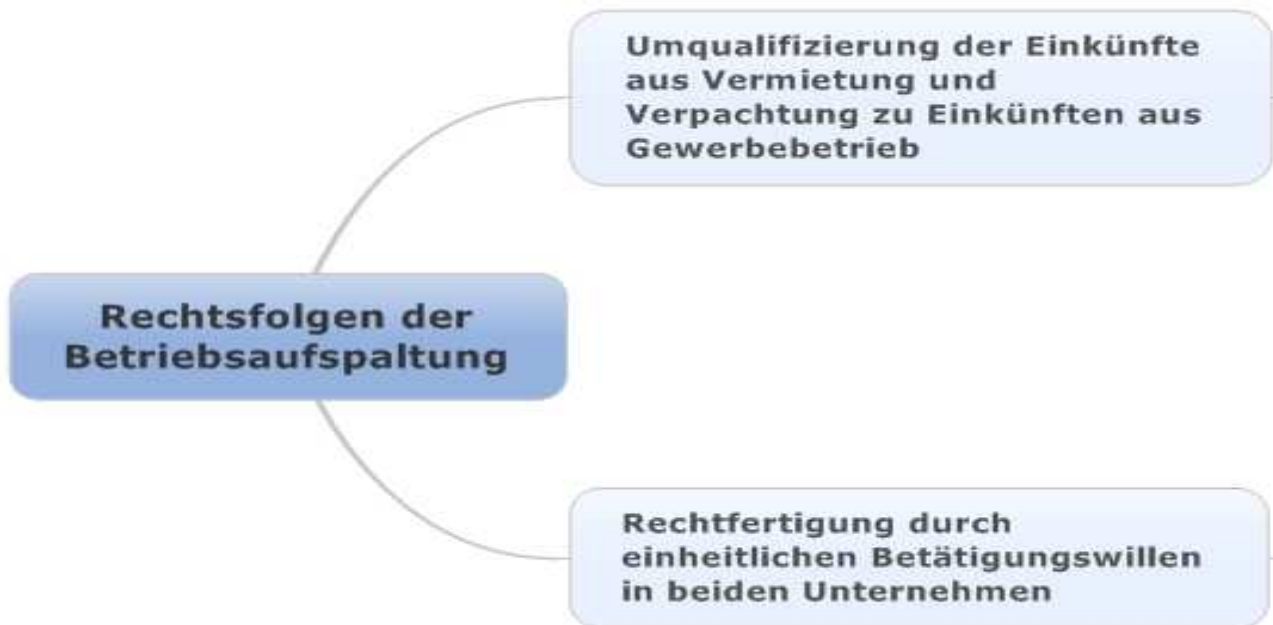 Umqualifizierung der Einkünfte
aus Vermietung und
Verpachtung zu Einkünften aus
Gewerbebetrieb
Rechtsfolgen der
Betriebsaufspaltung
Rechtfertigung durch
einheitlichen Betätigungswillen
in beiden Unternehmen